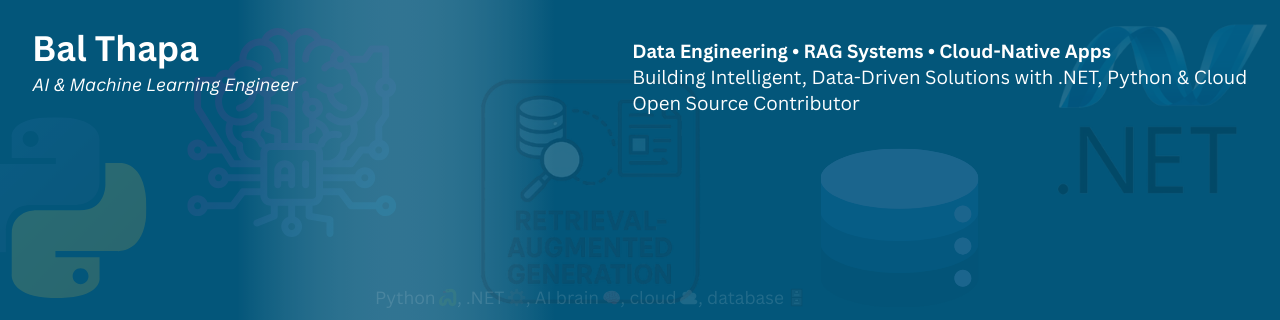 Bal Thapa
AI & Machine Learning Engineer
Data Engineering • RAG Systems • Cloud-Native Apps
Building Intelligent, Data-Driven Solutions with .NET, Python & Cloud
Open Source Contributor
AI
RETRIEVAL-
AUGMENTED
GENERATION
.NET
Python 🐍, .NET ⚙, AI brain 🧠, cloud ☁, database 🗄